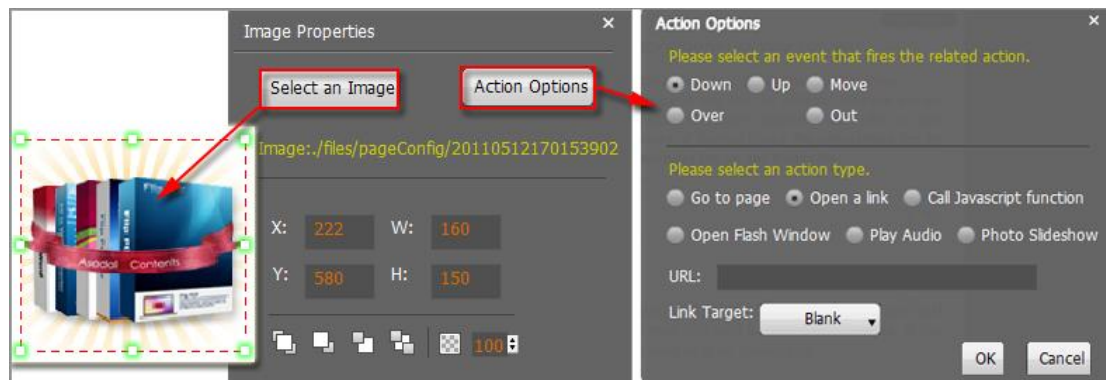 Image Properties
×
Select an Image
Action Options
Image:./files/pageConfig/20110512170153902
X: 222 W: 160
Y: 580 H: 150
100
Asadal Contents
Action Options
×
Please select an event that fires the related action.
Down Up Move
Over Out
Please select an action type.
Go to page Open a link Call Javascript function
Open Flash Window Play Audio Photo Slideshow
URL:
Link Target: Blank
OK Cancel